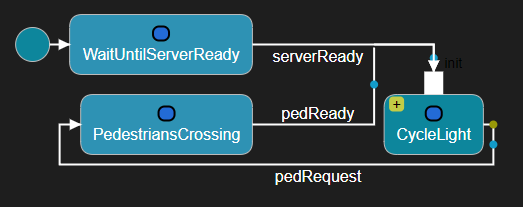 WaitUntilServerReady
serverReady
init
PedestriansCrossing
pedReady
+
CycleLight
pedRequest